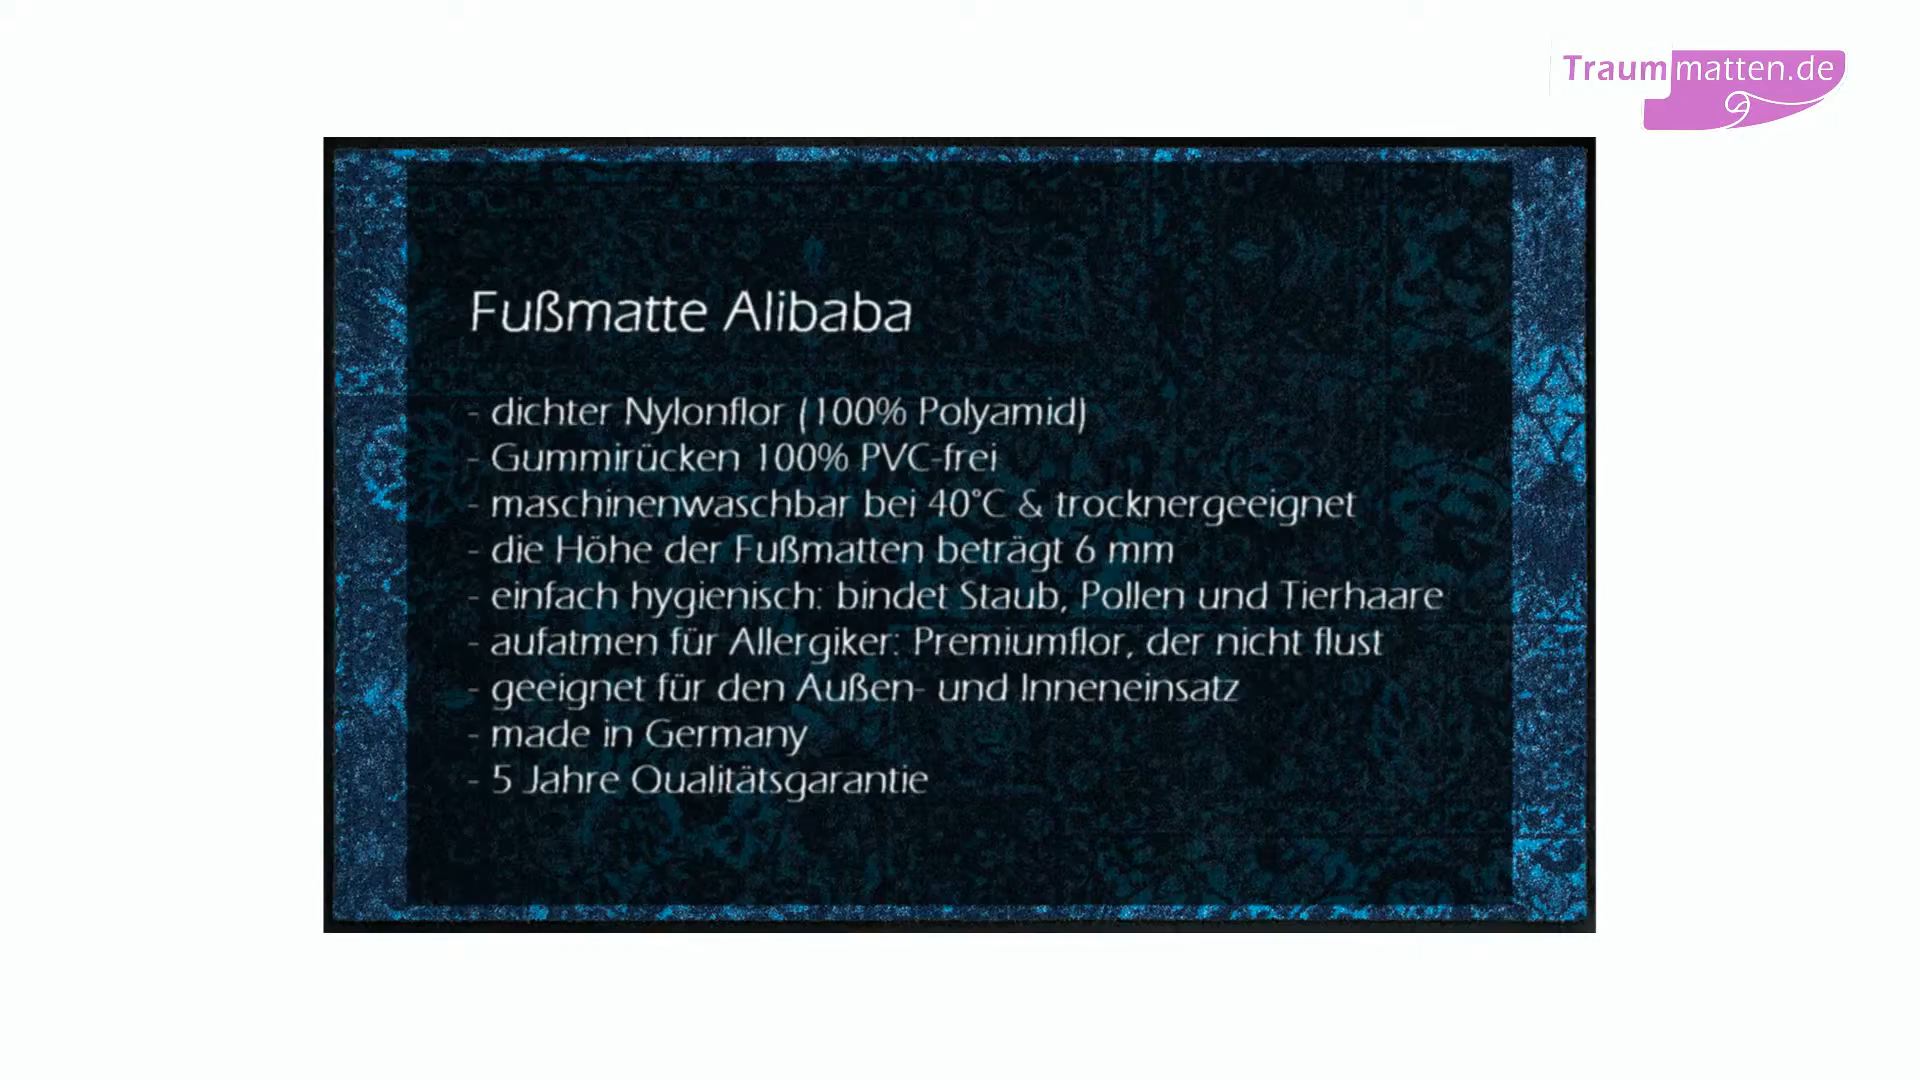 Traummatten.de
Fußmatte Alibaba
- dichter Nylonflor (100% Polyamid)
- Gummirücken 100% PVC-frei
- maschinenwaschbar bei 40°C & trocknergeeignet
- die Höhe der Fußmatten beträgt 6 mm
- einfach hygienisch: bindet Staub, Pollen und Tierhaare
- aufatmen für Allergiker: Premiumflor, der nicht flust
- geeignet für den Außen- und Inneneinsatz
- made in Germany
- 5 Jahre Qualitätsgarantie